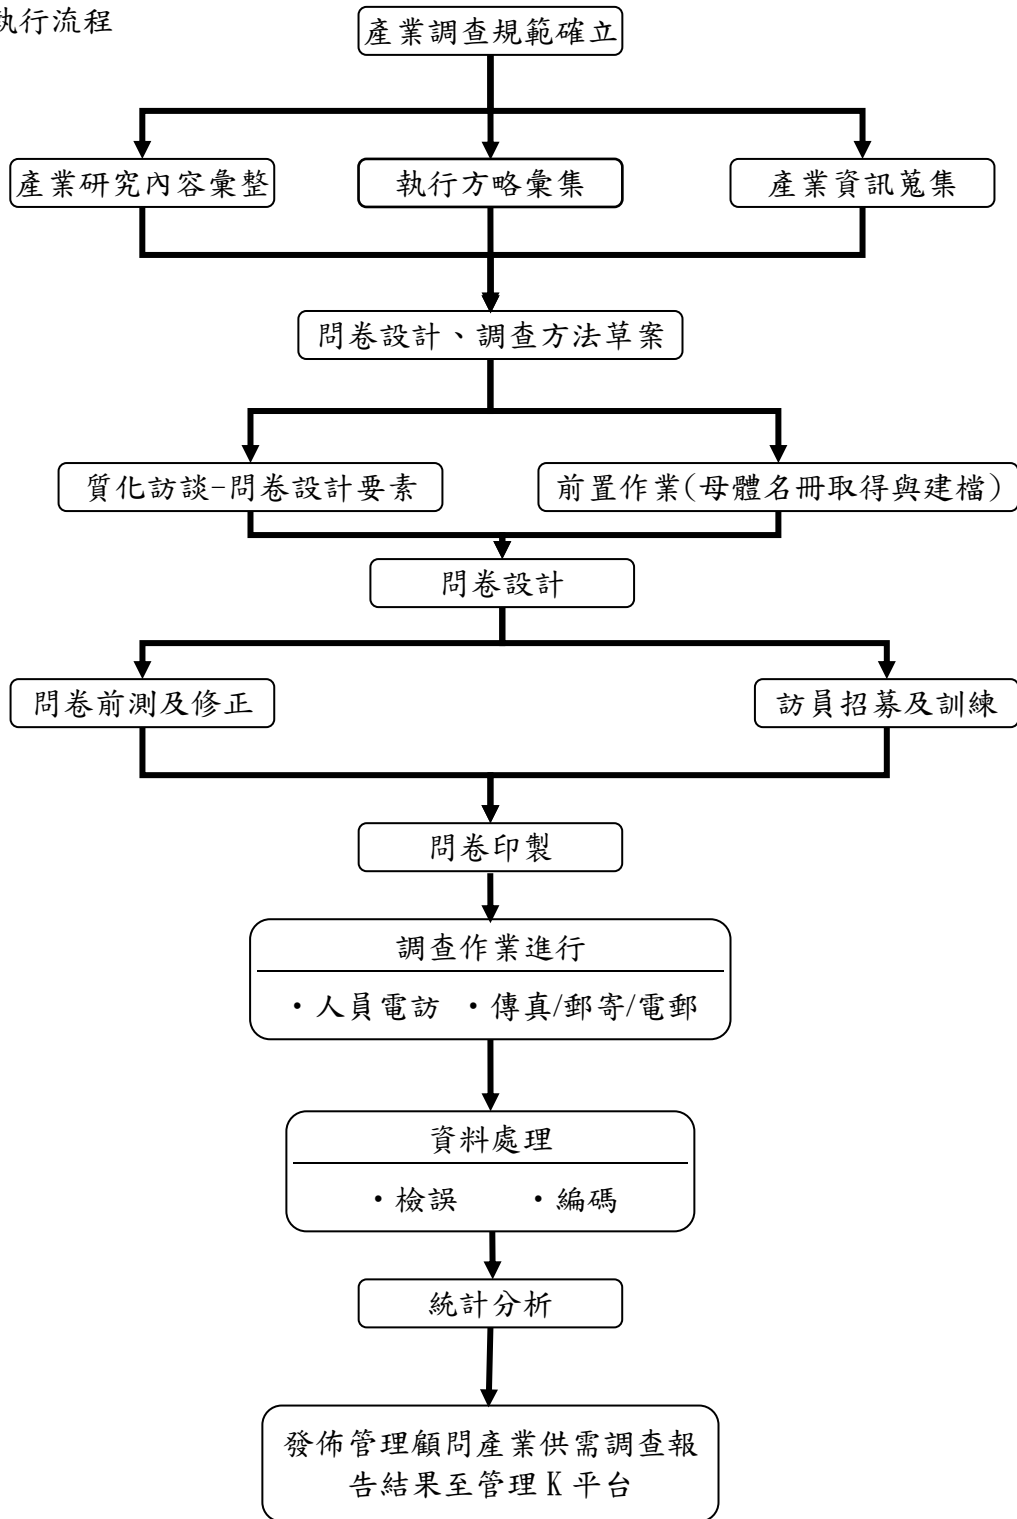 執行流程
產業調查規範確立
產業研究內容彙整
執行方略彙集
產業資訊蒐集
問卷設計、調查方法草案
質化訪談-問卷設計要素
前置作業(母體名冊取得與建檔)
問卷設計
問卷前測及修正
訪員招募及訓練
問卷印製
調查作業進行
・人員電訪 ・傳真/郵寄/電郵
資料處理
・檢誤 ・編碼
統計分析
發佈管理顧問產業供需調查報
告結果至管理 K 平台